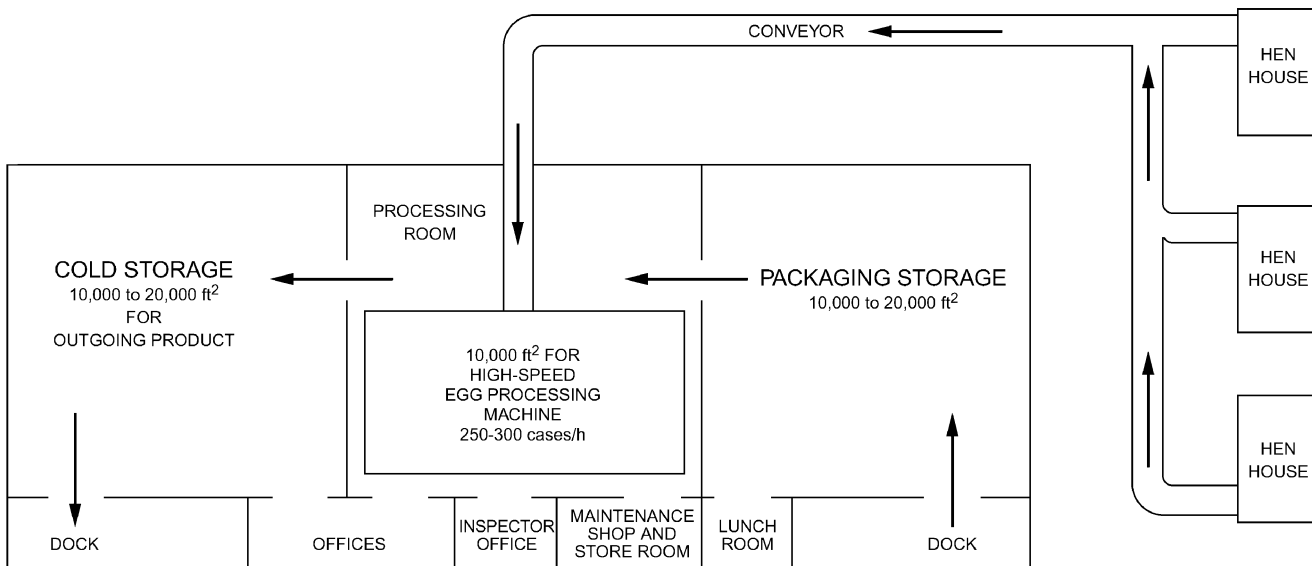 CONVEYOR
HEN
HOUSE
PROCESSING
ROOM
COLD STORAGE
10,000 to 20,000 ft²
FOR
OUTGOING PRODUCT
PACKAGING STORAGE
10,000 to 20,000 ft²
HEN
HOUSE
10,000 ft² FOR
HIGH-SPEED
EGG PROCESSING
MACHINE
250-300 cases/h
HEN
HOUSE
DOCK
OFFICES
INSPECTOR
OFFICE
MAINTENANCE
SHOP AND
STORE ROOM
LUNCH
ROOM
DOCK